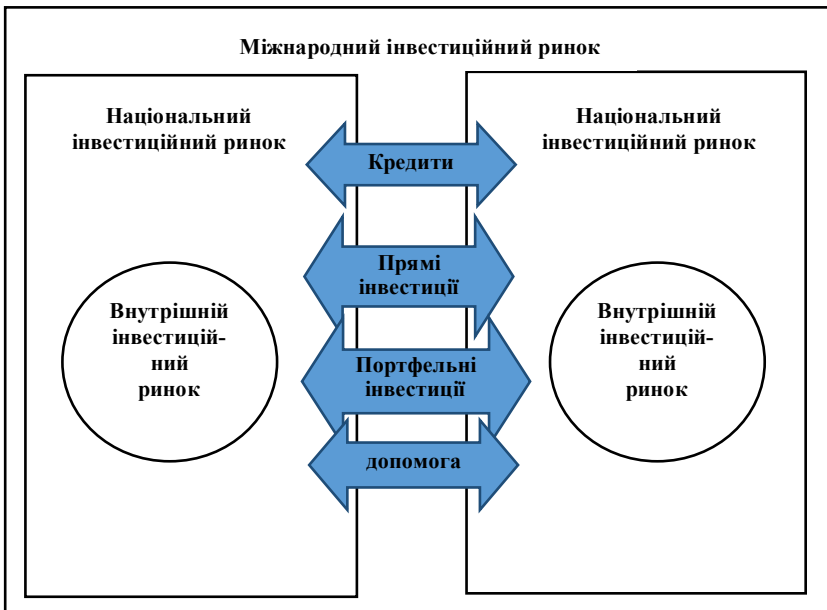 Міжнародний інвестиційний ринок
Національний
інвестиційний ринок
Національний
інвестиційний ринок
Кредити
Прямі
інвестиції
Портфельні
інвестиції
допомога
Внутрішній
інвестицій-
ний
ринок
Внутрішній
інвестицій-
ний
ринок